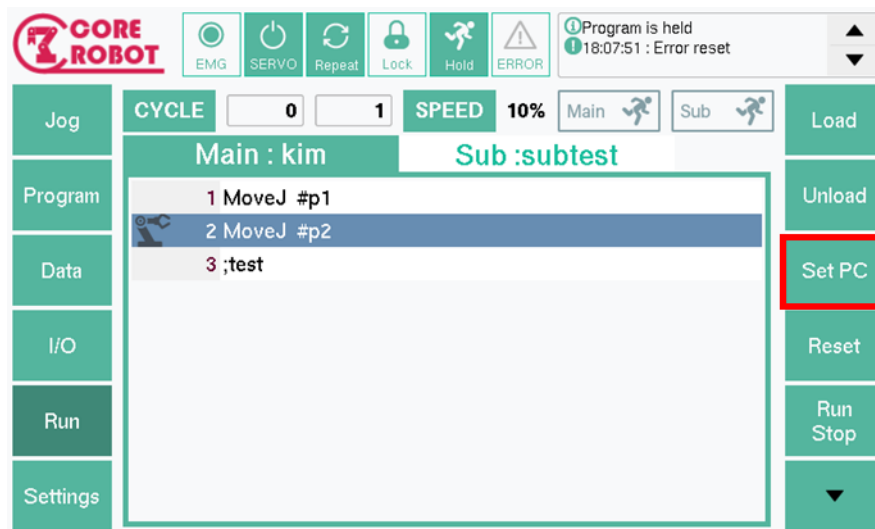 CORE
ROBOT
EMG
SERVO
Repeat
Lock
Hold
ERROR
Program is held
18:07:51 : Error reset
Jog
Program
Data
I/O
Run
Settings
CYCLE 0 1 SPEED 10% Main Sub
Main : kim
Sub :subtest
1 MoveJ #p1
2 MoveJ #p2
3 ;test
Load
Unload
Set PC
Reset
Run
Stop